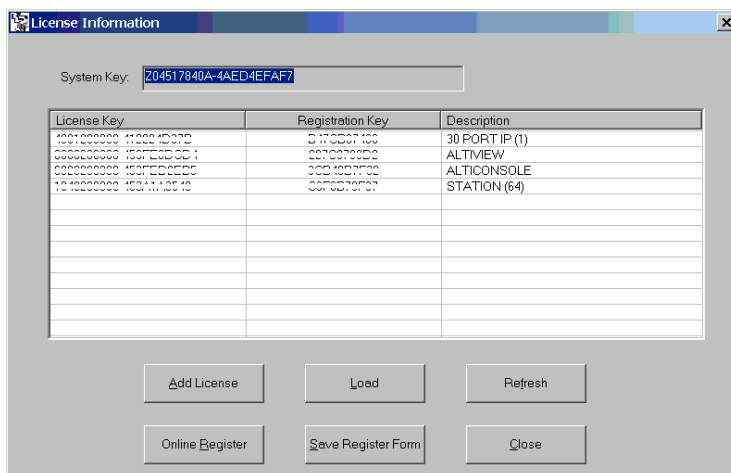 License Information
System Key: Z04517840A-4AED4EFAF7
License Key Registration Key Description
30 PORT IP (1)
ALTIVIEW
ALTICONSOLE
STATION (64)
Add License Load Refresh
Online Register Save Register Form Close